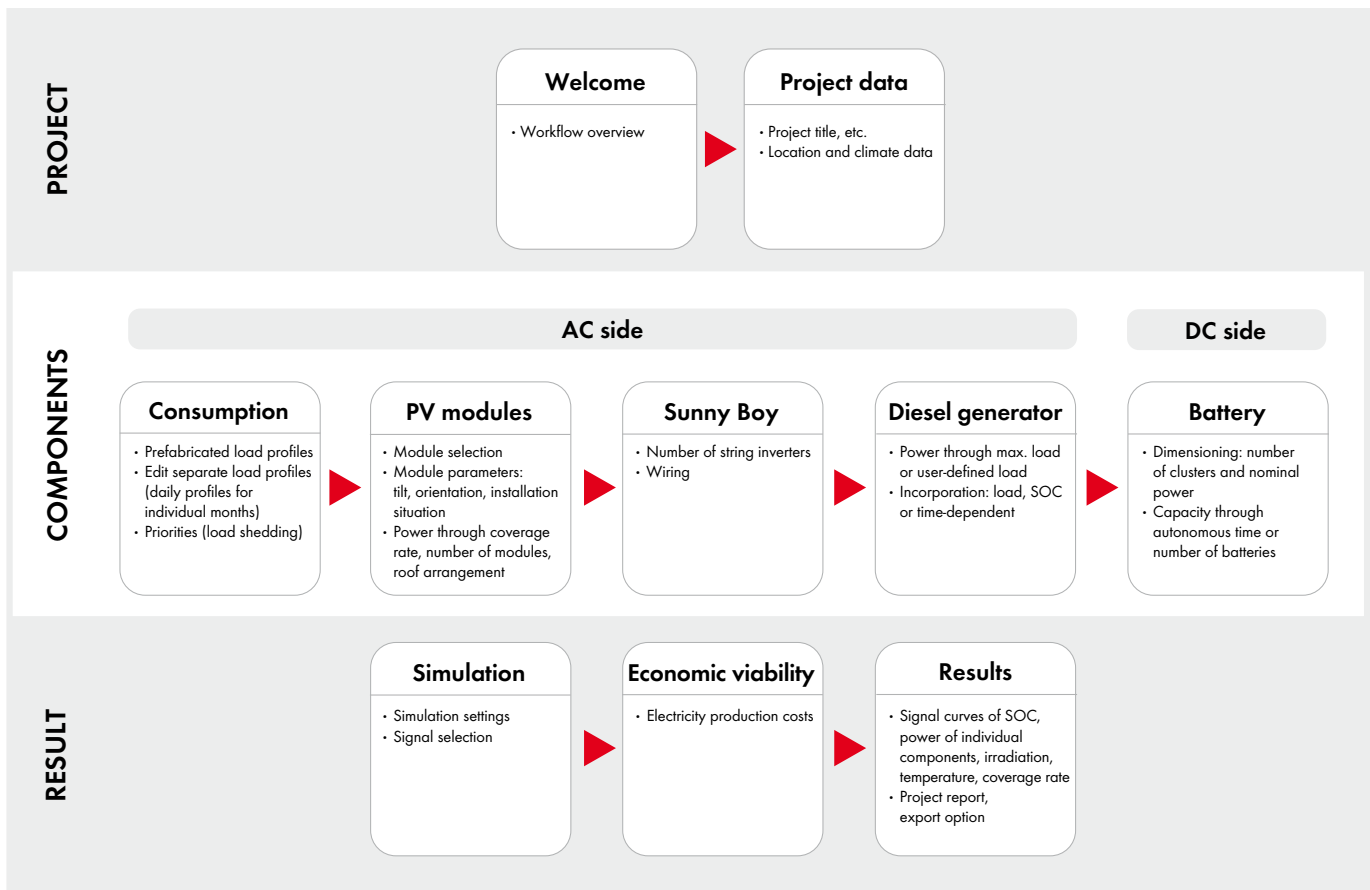 PROJECT
Welcome
• Workflow overview
Project data
• Project title, etc.
• Location and climate data
COMPONENTS
AC side
DC side
Consumption
• Prefabricated load profiles
• Edit separate load profiles
(daily profiles for
individual months)
• Priorities (load shedding)
PV modules
• Module selection
• Module parameters:
tilt, orientation, installation
situation
• Power through coverage
rate, number of modules,
roof arrangement
Sunny Boy
• Number of string inverters
• Wiring
Diesel generator
• Power through max. load
or user-defined load
• Incorporation: load, SOC
or time-dependent
Battery
• Dimensioning: number
of clusters and nominal
power
• Capacity through
autonomous time or
number of batteries
RESULT
Simulation
• Simulation settings
• Signal selection
Economic viability
• Electricity production costs
Results
• Signal curves of SOC,
power of individual
components, irradiation,
temperature, coverage rate
• Project report,
export option